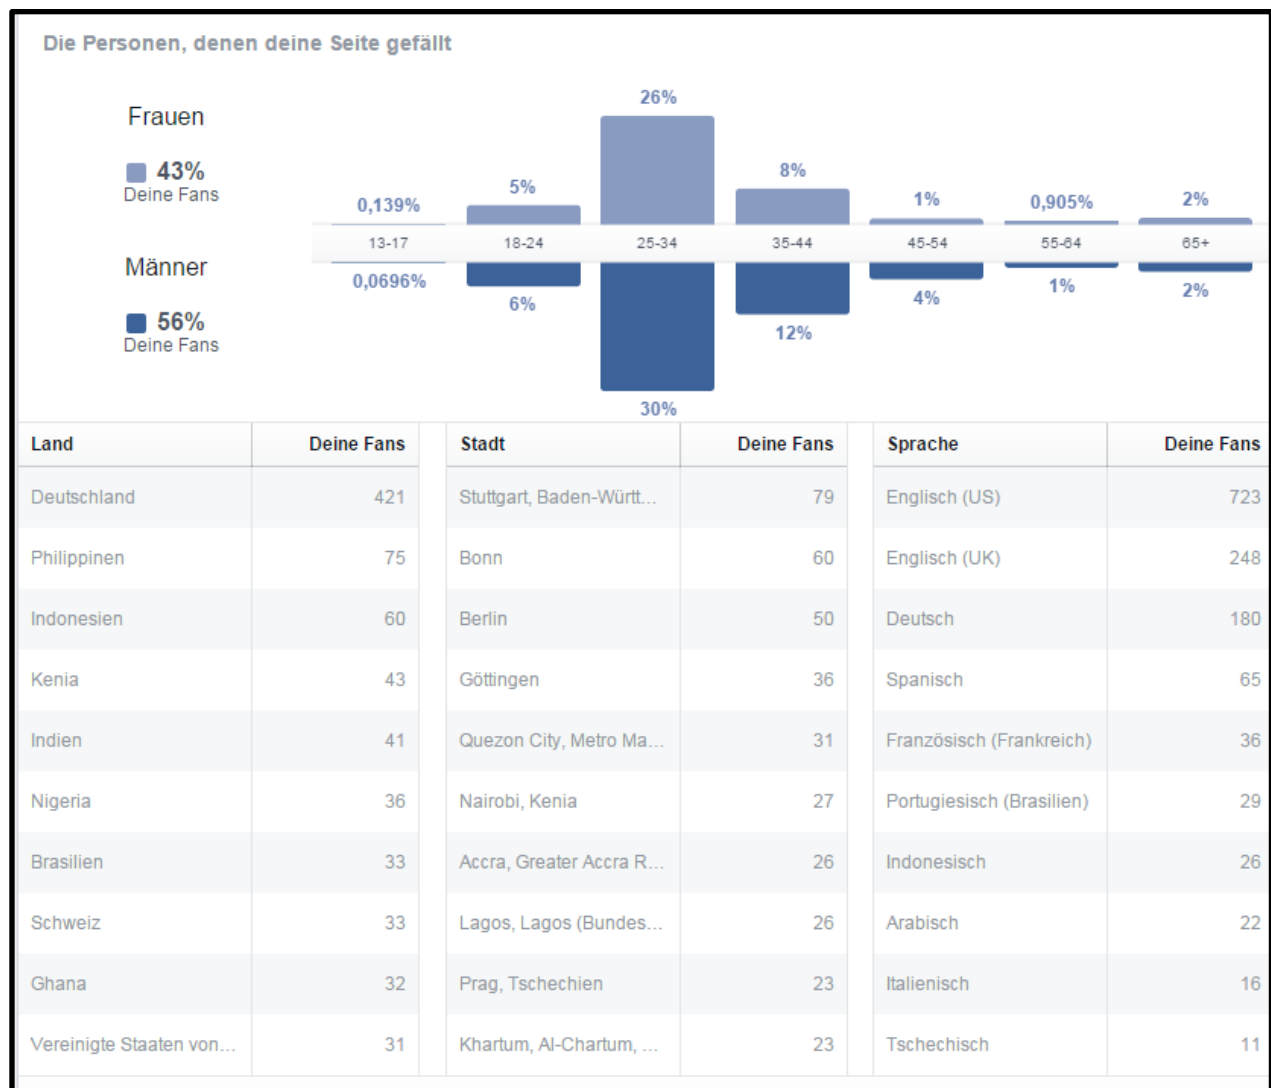 Die Personen, denen deine Seite gefällt
Frauen
43%
Deine Fans
0,139% 5% 26% 8% 1% 0,905% 2%
13-17 18-24 25-34 35-44 45-54 55-64 65+
Männer
56%
Deine Fans
0,0696% 6% 30% 12% 4% 1% 2%
Land Deine Fans Stadt Deine Fans Sprache Deine Fans
Deutschland 421 Stuttgart, Baden-Württ... 79 Englisch (US) 723
Philippinen 75 Bonn 60 Englisch (UK) 248
Indonesien 60 Berlin 50 Deutsch 180
Kenia 43 Göttingen 36 Spanisch 65
Indien 41 Quezon City, Metro Ma... 31 Französisch (Frankreich) 36
Nigeria 36 Nairobi, Kenia 27 Portugiesisch (Brasilien) 29
Brasilien 33 Accra, Greater Accra R... 26 Indonesisch 26
Schweiz 33 Lagos, Lagos (Bundes... 26 Arabisch 22
Ghana 32 Prag, Tschechien 23 Italienisch 16
Vereinigte Staaten von... 31 Khartum, Al-Chartum, ... 23 Tschechisch 11